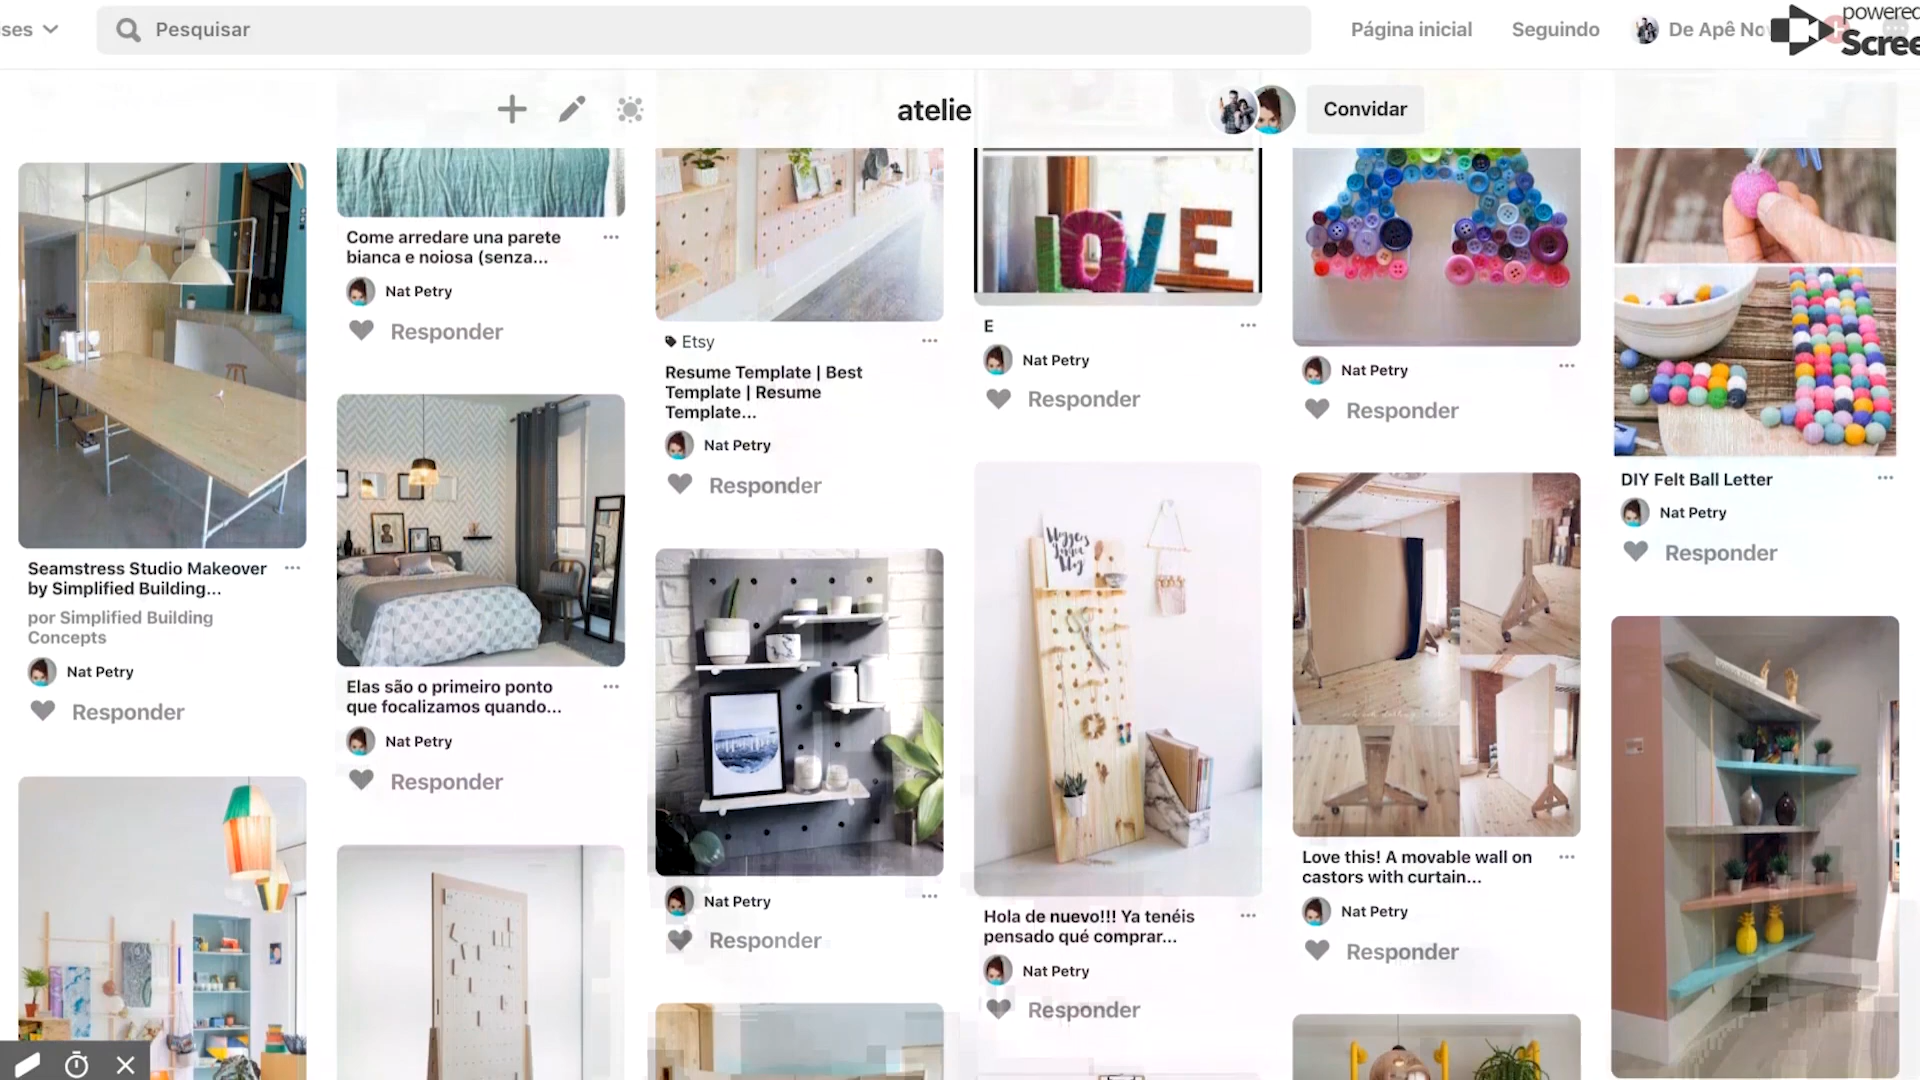 ses
Pesquisar
Página inicial
Seguindo
De Apê No
powered
Scree
atelie
Convidar
Seamstress Studio Makeover
by Simplified Building...
por Simplified Building
Concepts
Nat Petry
Responder
Come arredare una parete
bianca e noiosa (senza...
Nat Petry
Responder
Elas são o primeiro ponto
que focalizamos quando...
Nat Petry
Responder
Etsy
Resume Template | Best
Template | Resume
Template...
Nat Petry
Responder
Nat Petry
Responder
LOVE
E
Nat Petry
Responder
Hola de nuevo!!! Ya tenéis
pensado qué comprar...
Nat Petry
Responder
Nat Petry
Responder
Love this! A movable wall on
castors with curtain...
Nat Petry
Responder
DIY Felt Ball Letter
Nat Petry
Responder